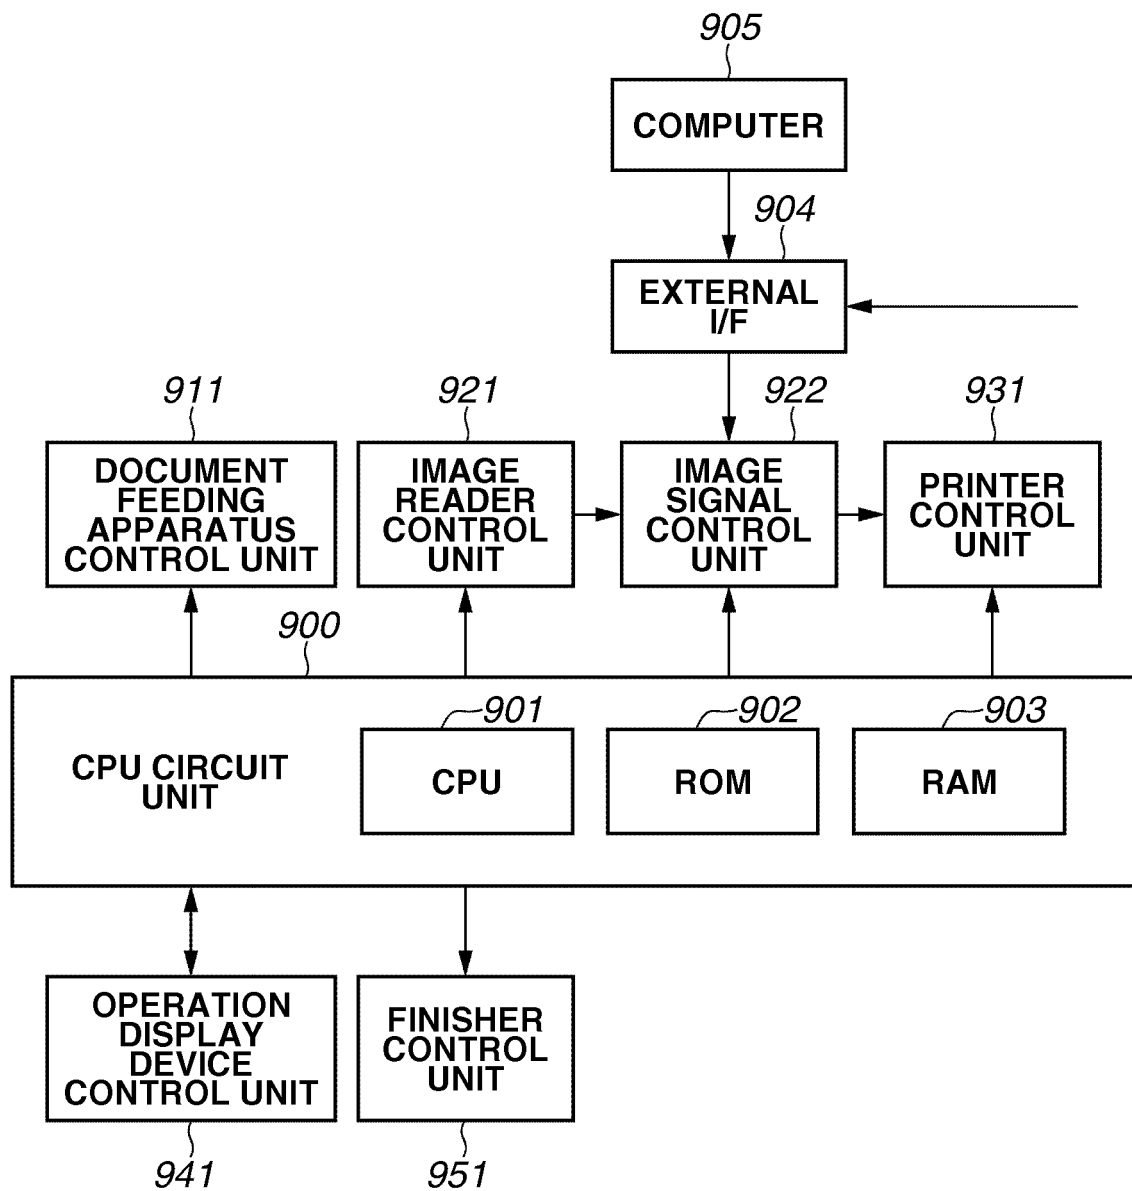 905
COMPUTER
904
EXTERNAL
I/F
911
921
922
931
DOCUMENT
FEEDING
APPARATUS
CONTROL UNIT
IMAGE
READER
CONTROL
UNIT
IMAGE
SIGNAL
CONTROL
UNIT
PRINTER
CONTROL
UNIT
900
901
902
903
CPU CIRCUIT
UNIT
CPU
ROM
RAM
OPERATION
DISPLAY
DEVICE
CONTROL UNIT
FINISHER
CONTROL
UNIT
941
951